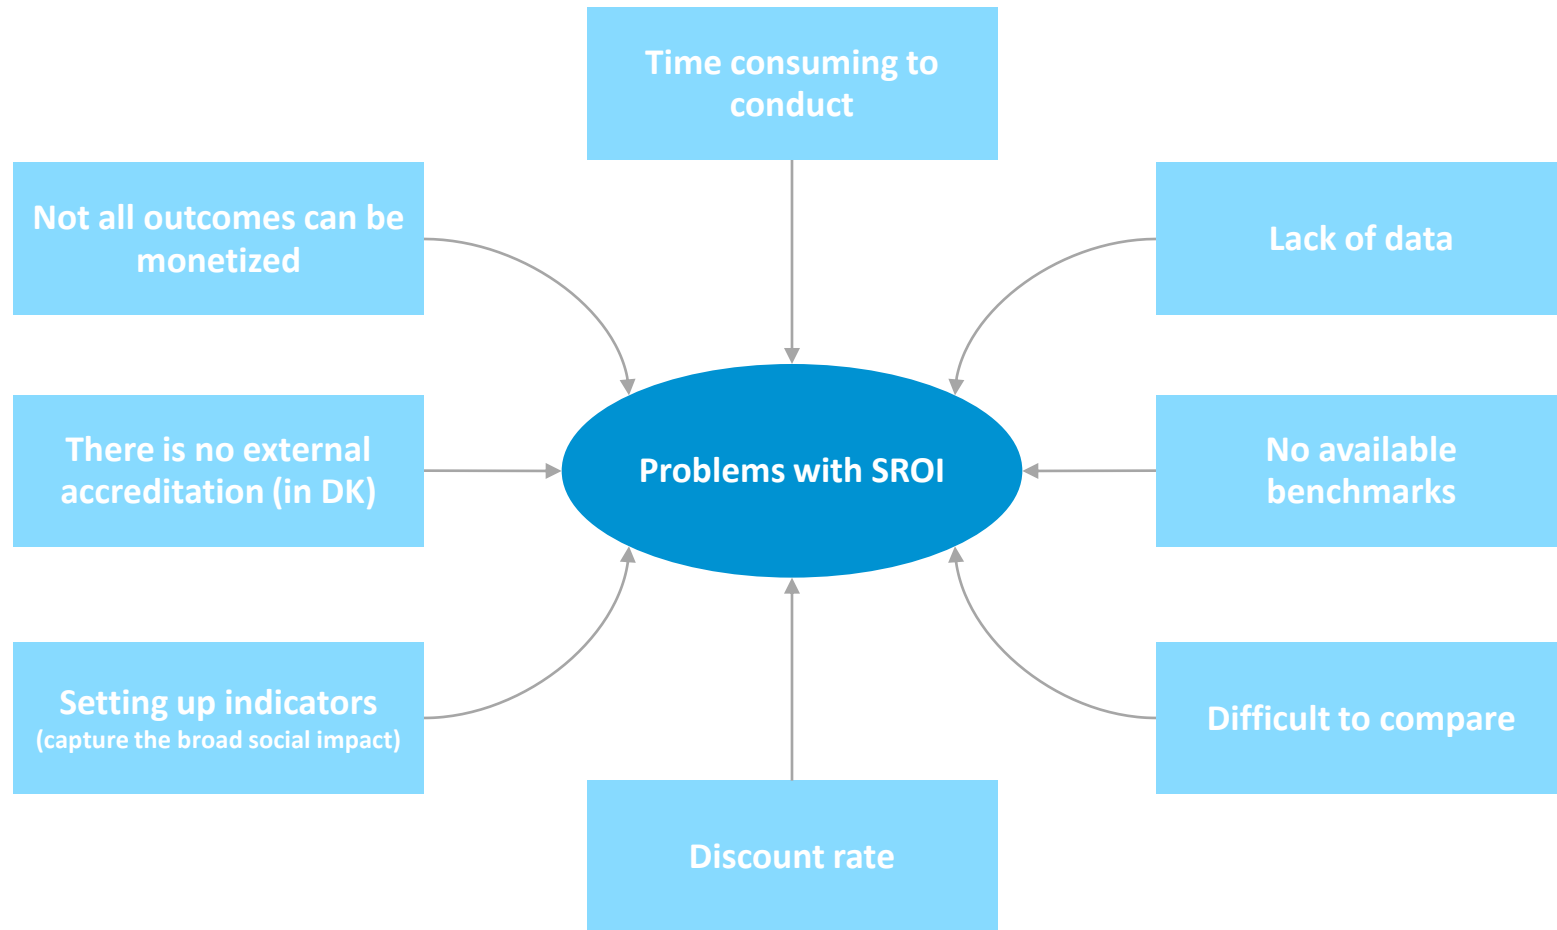 Time consuming to
conduct
Not all outcomes can be
monetized
Lack of data
There is no external
accreditation (in DK)
Problems with SROI
No available
benchmarks
Setting up indicators
(capture the broad social impact)
Difficult to compare
Discount rate